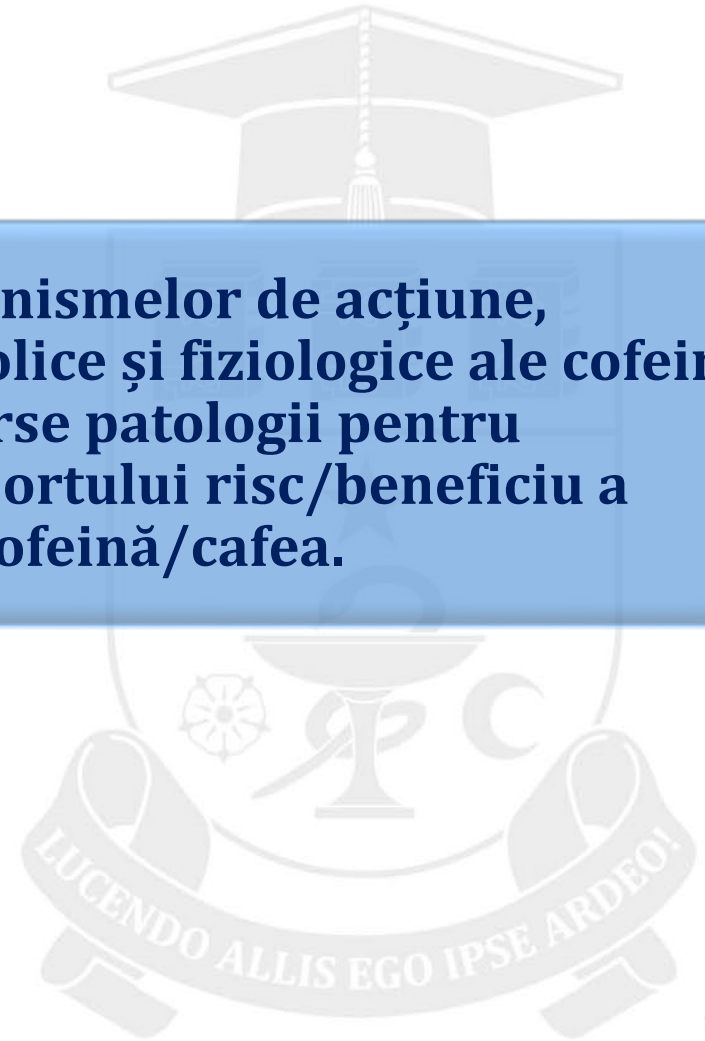 nismelor de acțiune,
olice și fiziologice ale cofein
rse patologii pentru
ortului risc/beneficiu a
ofeină/cafea.
LUCENDO ALLIS EGO IPSE ARDEO!